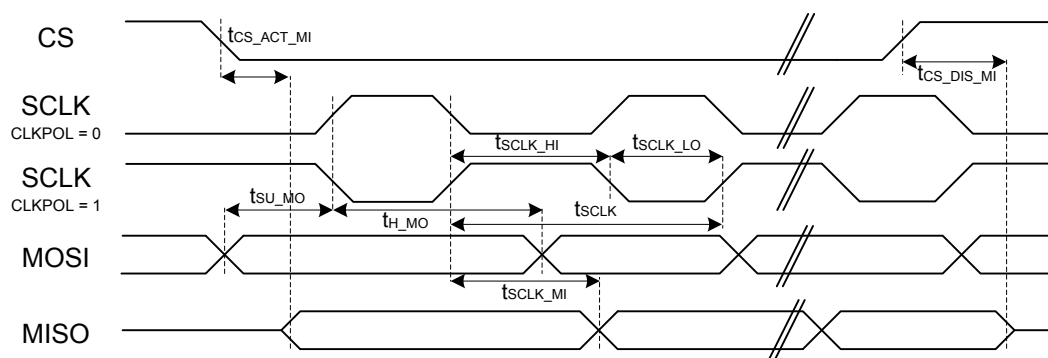 CS
tCS_ACT_MI
tCS_DIS_MI
SCLK
CLKPOL = 0
tSCLK_HI
tSCLK_LO
SCLK
CLKPOL = 1
tSU_MO
tH_MO
tSCLK
MOSI
tSCLK_MI
MISO